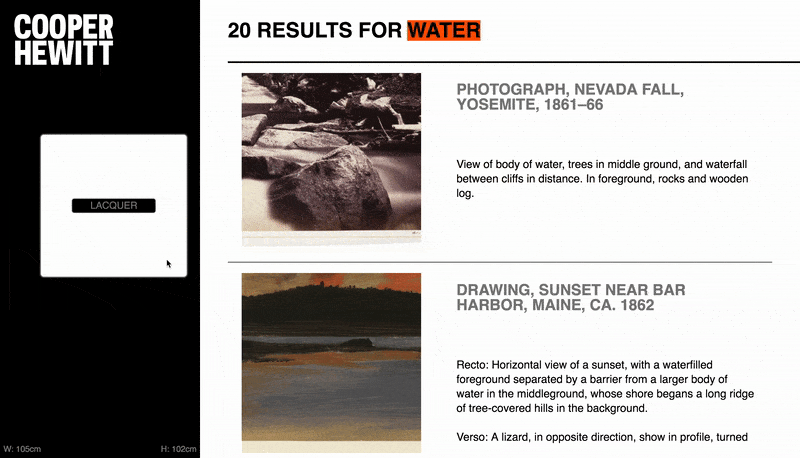 COOPER
HEWITT
LACQUER
W: 105cm
H: 102cm
20 RESULTS FOR WATER
PHOTOGRAPH, NEVADA FALL,
YOSEMITE, 1861–66
View of body of water, trees in middle ground, and waterfall
between cliffs in distance. In foreground, rocks and wooden
log.
DRAWING, SUNSET NEAR BAR
HARBOR, MAINE, CA. 1862
Recto: Horizontal view of a sunset, with a waterfilled
foreground separated by a barrier from a larger body of
water in the middleground, whose shore begans a long ridge
of tree-covered hills in the background.
Verso: A lizard, in opposite direction, show in profile, turned